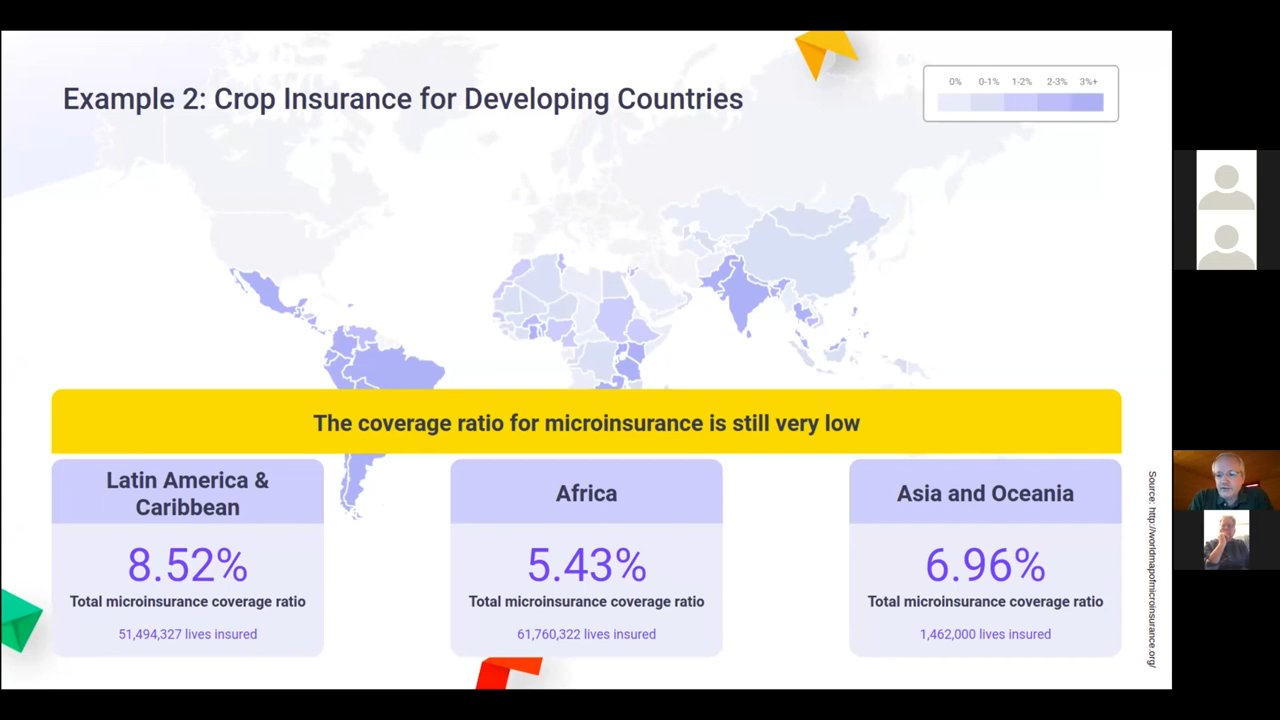 Example 2: Crop Insurance for Developing Countries
0% 0-1% 1-2% 2-3% 3%+
The coverage ratio for microinsurance is still very low
Latin America &
Caribbean
8.52%
Total microinsurance coverage ratio
51,494,327 lives insured
Africa
5.43%
Total microinsurance coverage ratio
61,760,322 lives insured
Asia and Oceania
6.96%
Total microinsurance coverage ratio
1,462,000 lives insured
Source: http://worldmapofmicroinsurance.org/